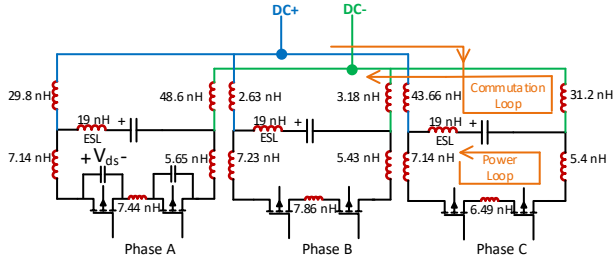 DC+
DC-
29.8 nH
48.6 nH
2.63 nH
3.18 nH
43.66 nH
31.2 nH
Commutation
Loop
19 nH
ESL
+
19 nH
ESL
+
19 nH
ESL
+
7.14 nH
+ Vds -
5.65 nH
7.23 nH
5.43 nH
7.14 nH
Power
Loop
5.4 nH
7.44 nH
7.86 nH
6.49 nH
Phase A
Phase B
Phase C